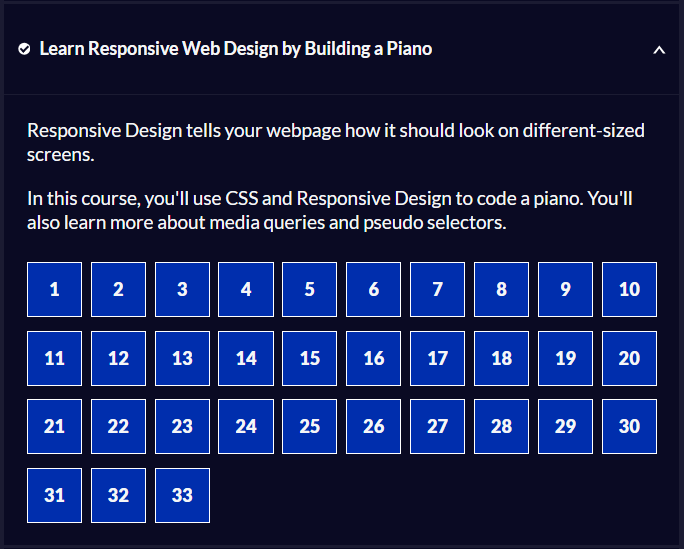 Learn Responsive Web Design by Building a Piano
Responsive Design tells your webpage how it should look on different-sized
screens.
In this course, you'll use CSS and Responsive Design to code a piano. You'll
also learn more about media queries and pseudo selectors.
1 2 3 4 5 6 7 8 9 10
11 12 13 14 15 16 17 18 19 20
21 22 23 24 25 26 27 28 29 30
31 32 33